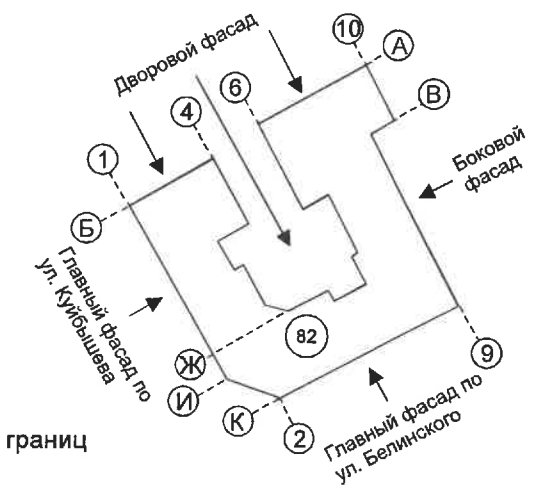 10
Дворовой фасад
А
6
В
4
1
Боковой
фасад
Б
Главный фасад по
ул. Куйбышева
82
Ж
9
И
К
2
Главный фасад по
ул. Белинского
границ